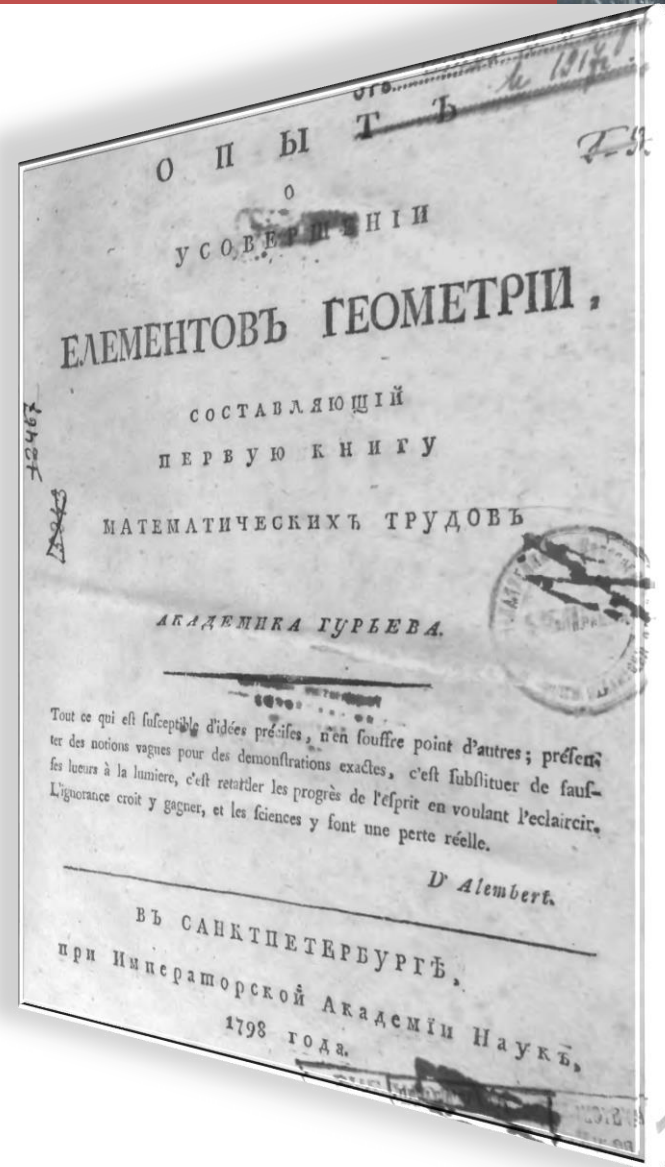 12467
О П Ы Т Ъ
О
УСОВЕРШЕНІИ
ЕЛЕМЕНТОВЪ ГЕОМЕТРІИ,
СОСТАВЛЯЮЩІЙ
ПЕРВУЮ КНИГУ
МАТЕМАТИЧЕСКИХЪ ТРУДОВЪ
АКАДЕМИКА ГУРЬЕВА.
Tout ce qui eſt ſuſceptible d'idées préciſes, n'en ſouffre point d'autres; préſen-
ter des notions vagues pour des demonſtrations exactes, c'eſt ſubſtituer de fauſ-
ſes lueurs à la lumiere, c'eſt retarder les progrès de l'eſprit en voulant l'eclaircir.
L'ignorance croit y gagner, et les ſciences y font une perte réelle.
D'Alembert.
ВЪ САНКТПЕТЕРБУРГѢ,
при Императорской Академіи Наукъ,
1798 года.